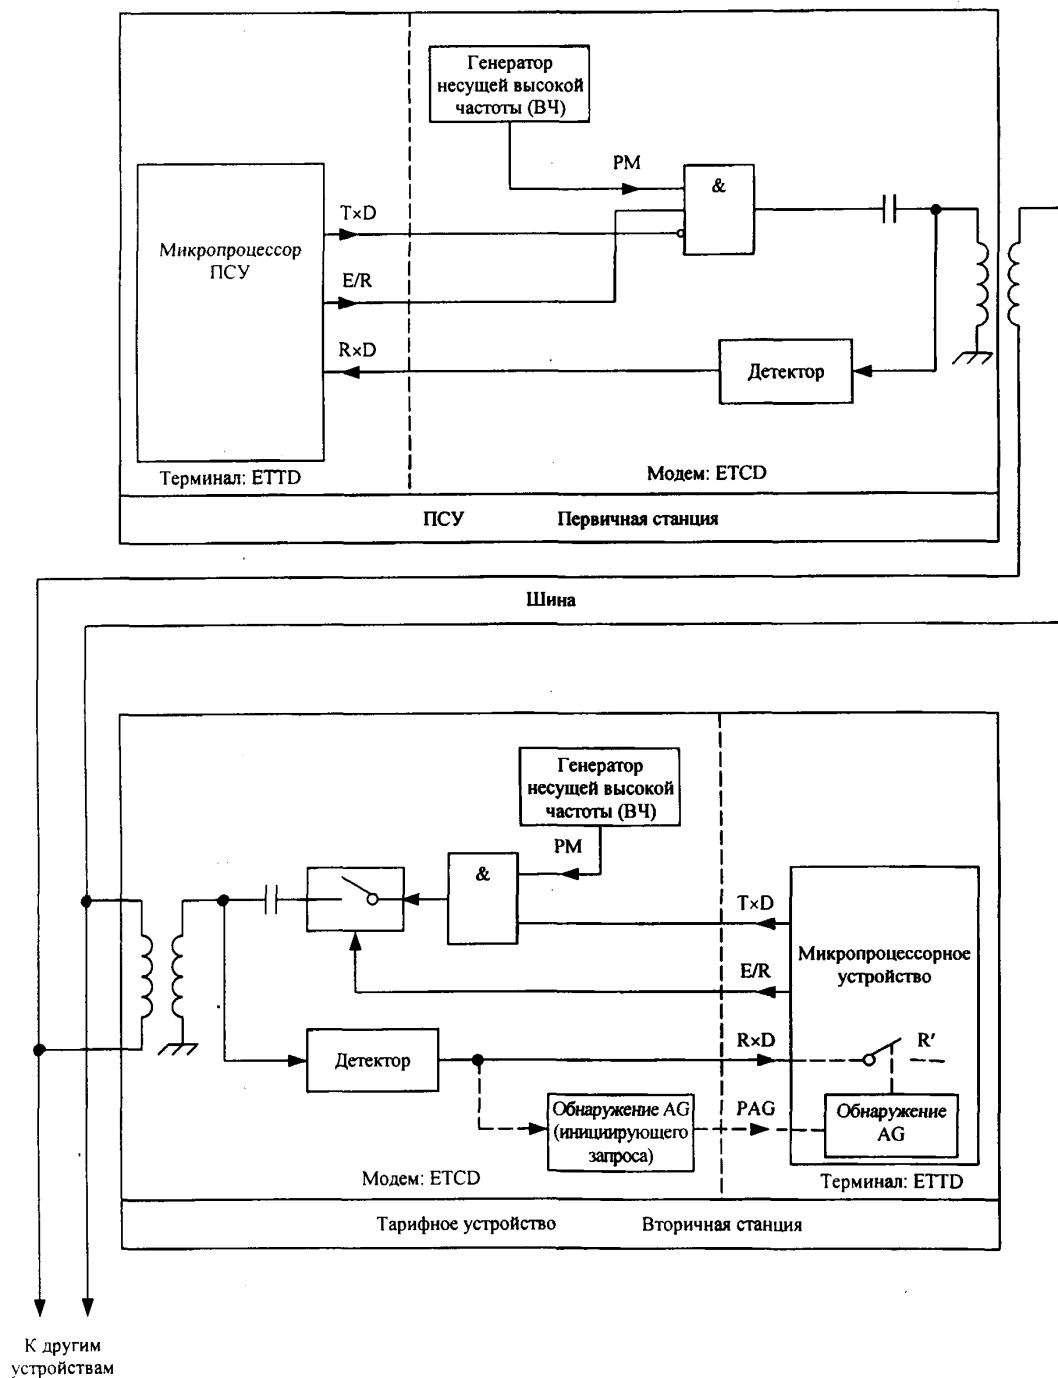 Генератор
несущей высокой
частоты (ВЧ)
PM
&
T×D
Микропроцессор
ПСУ
E/R
R×D
Детектор
Терминал: ETTD
Модем: ETCD
ПСУ Первичная станция
Шина
Генератор
несущей высокой
частоты (ВЧ)
PM
&
T×D
Микропроцессорное
устройство
E/R
R×D
R′
Детектор
Обнаружение AG
(инициирующего
запроса)
PAG
Обнаружение
AG
Модем: ETCD
Терминал: ETTD
Тарифное устройство Вторичная станция
К другим
устройствам